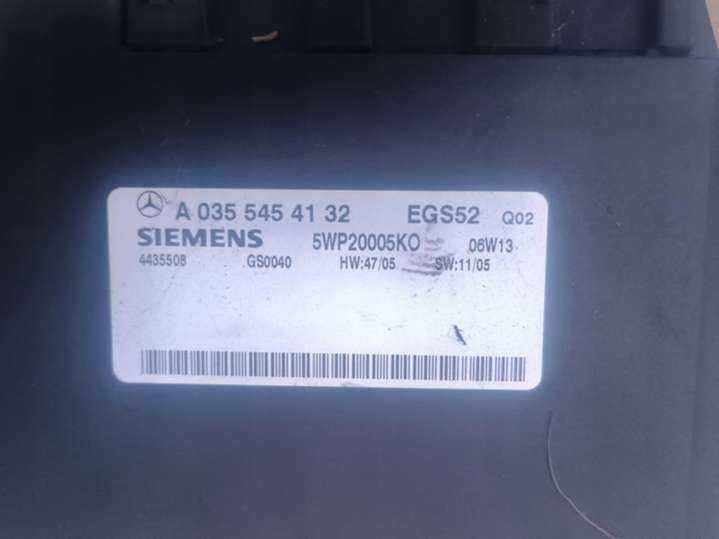 A 035 545 41 32 EGS52 Q02
SIEMENS 5WP20005KO 06W13
4435508 GS0040 HW:47/05 SW:11/05